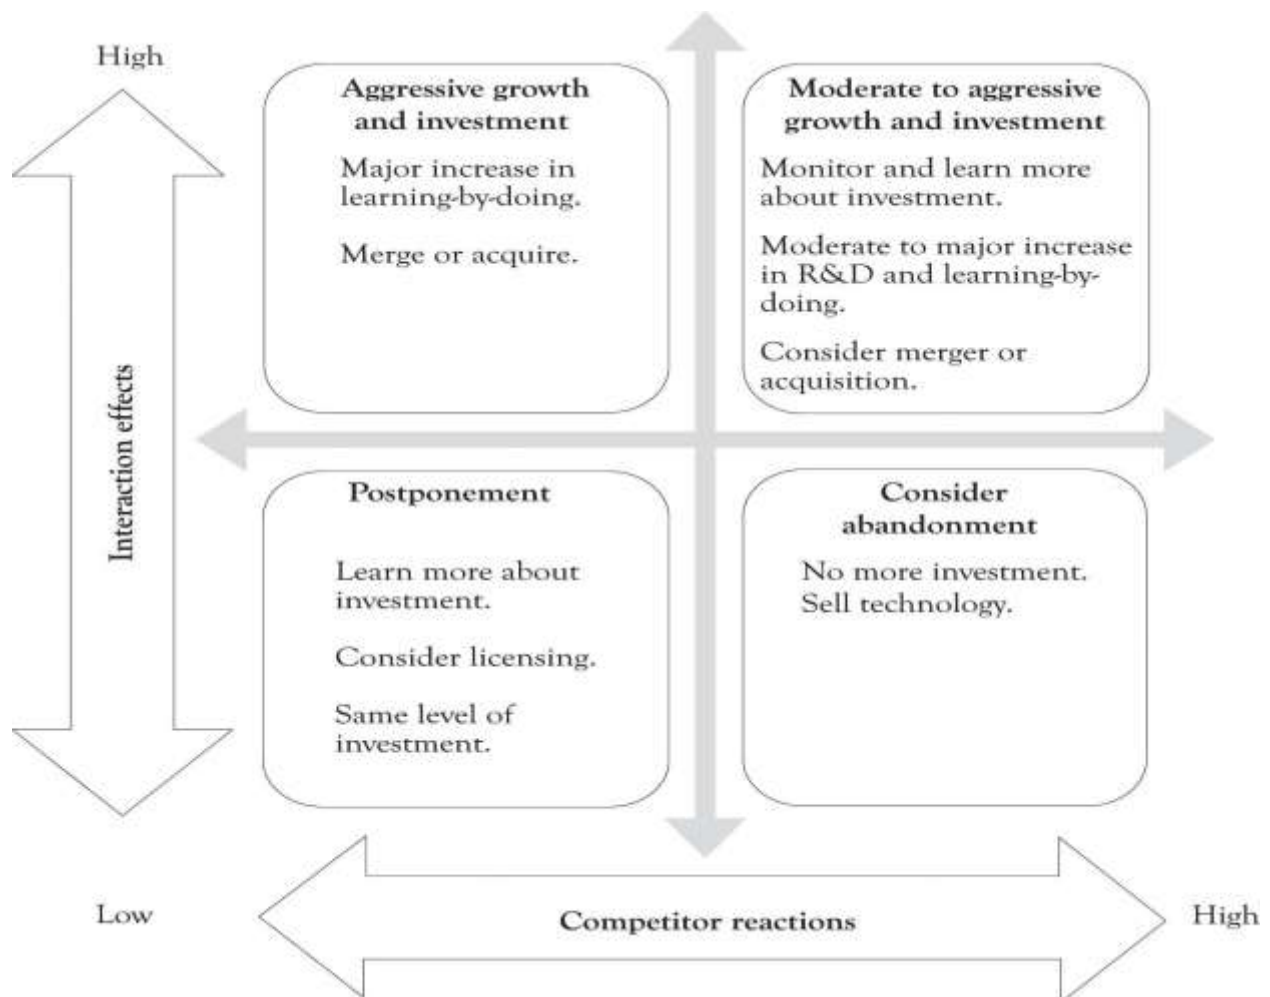 High
Aggressive growth
and investment
Major increase in
learning-by-doing.
Merge or acquire.
Moderate to aggressive
growth and investment
Monitor and learn more
about investment.
Moderate to major increase
in R&D and learning-by-
doing.
Consider merger or
acquisition.
Interaction effects
Postponement
Learn more about
investment.
Consider licensing.
Same level of
investment.
Consider
abandonment
No more investment.
Sell technology.
Low
Competitor reactions
High